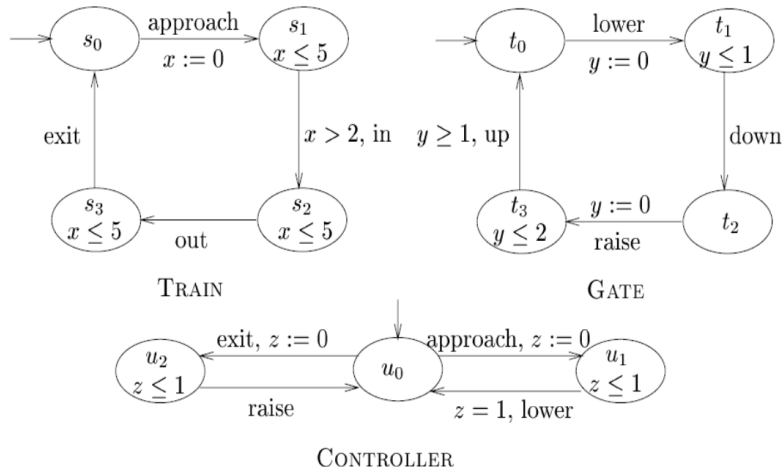 approach
lower
s₀
x := 0
s₁
x ≤ 5
t₀
y := 0
t₁
y ≤ 1
exit
x > 2, in
y ≥ 1, up
down
s₃
x ≤ 5
out
s₂
x ≤ 5
t₃
y ≤ 2
y := 0
raise
t₂
TRAIN
GATE
exit, z := 0
approach, z := 0
u₂
z ≤ 1
u₀
u₁
z ≤ 1
raise
z = 1, lower
CONTROLLER